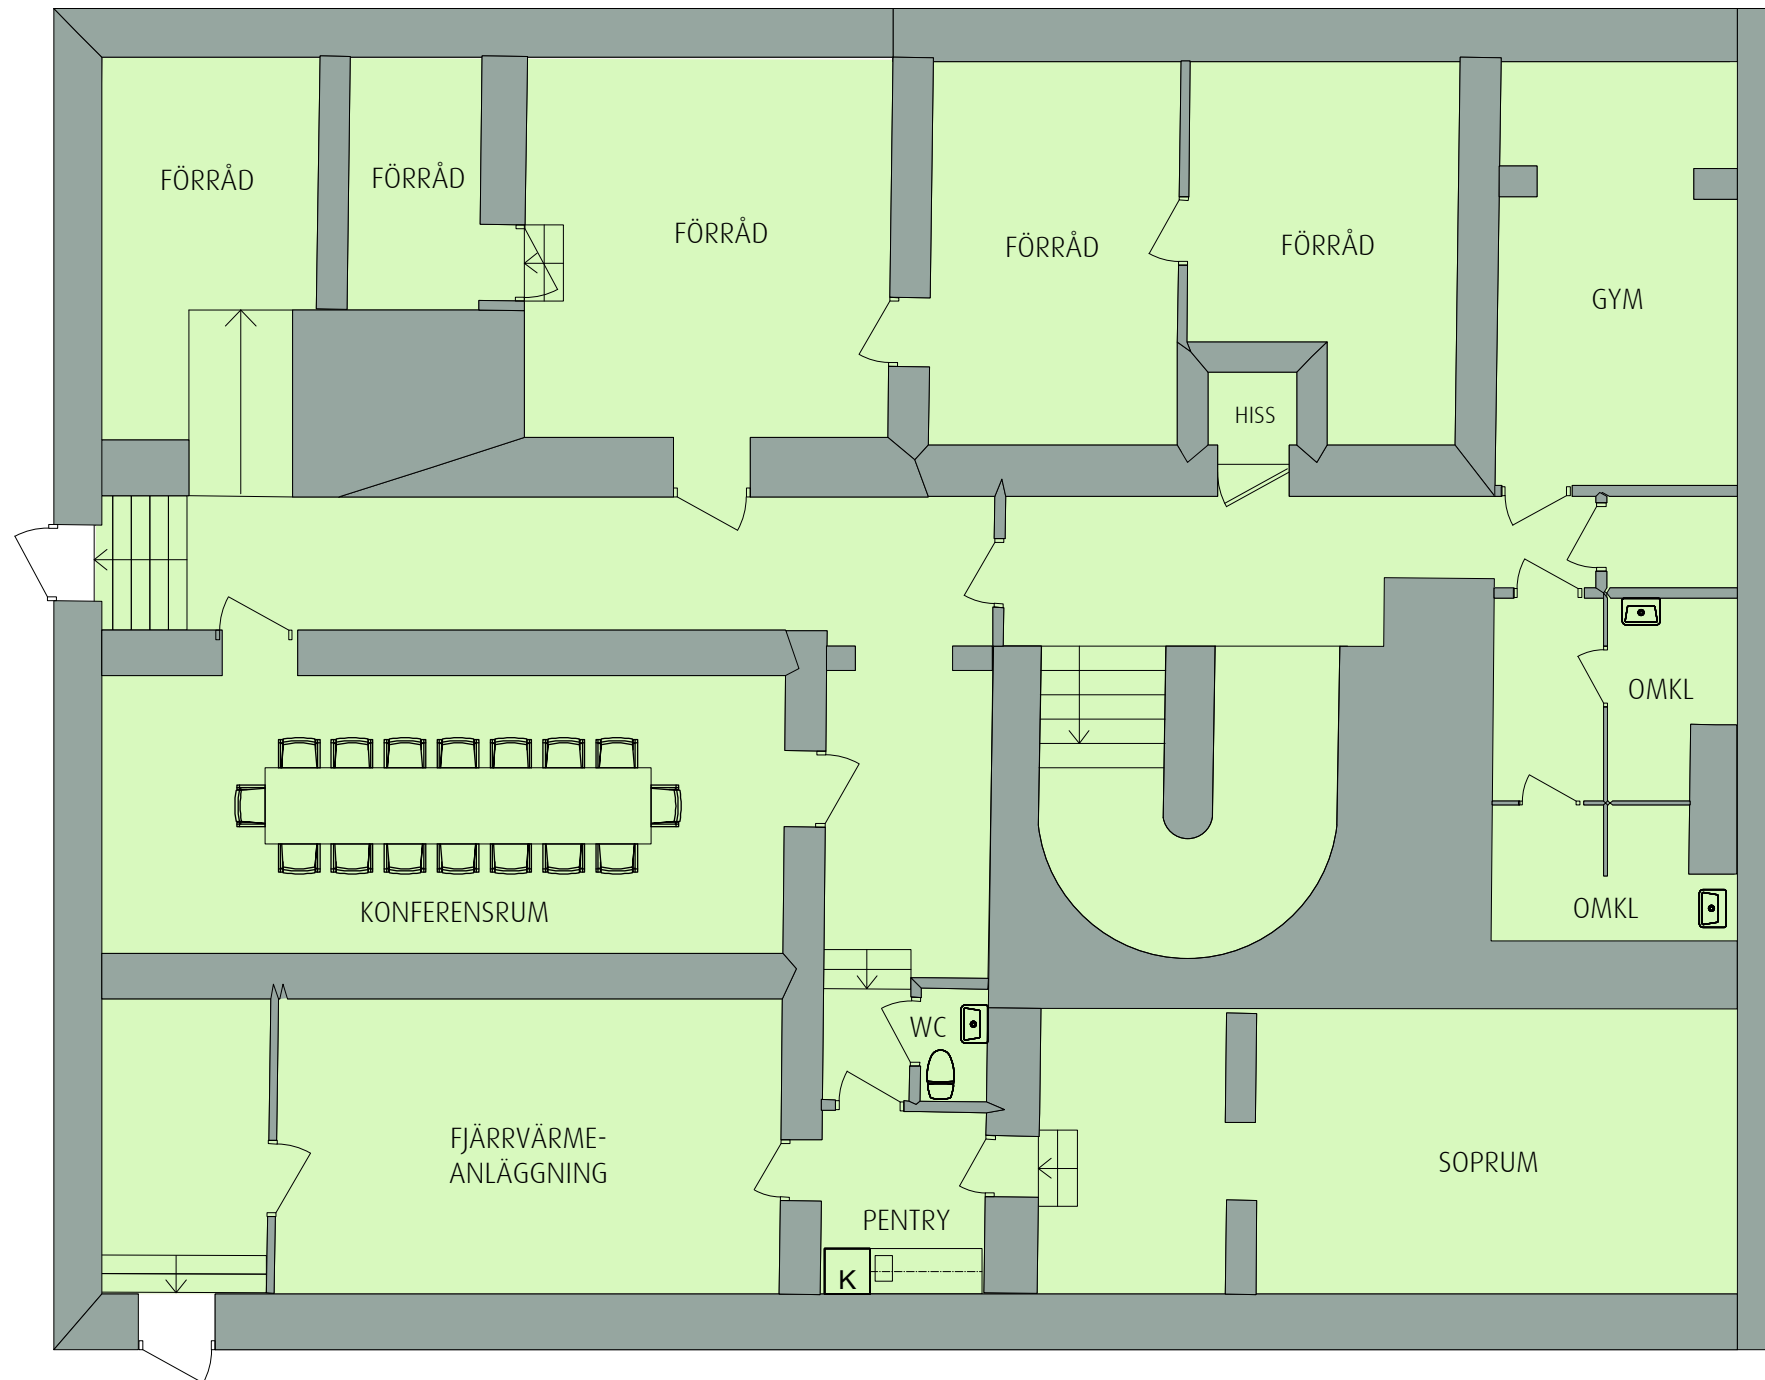 FÖRRÅD
FÖRRÅD
FÖRRÅD
FÖRRÅD
FÖRRÅD
GYM
HISS
OMKL
KONFERENSRUM
OMKL
WC
FJÄRRVÄRME-
ANLÄGGNING
SOPRUM
PENTRY
K